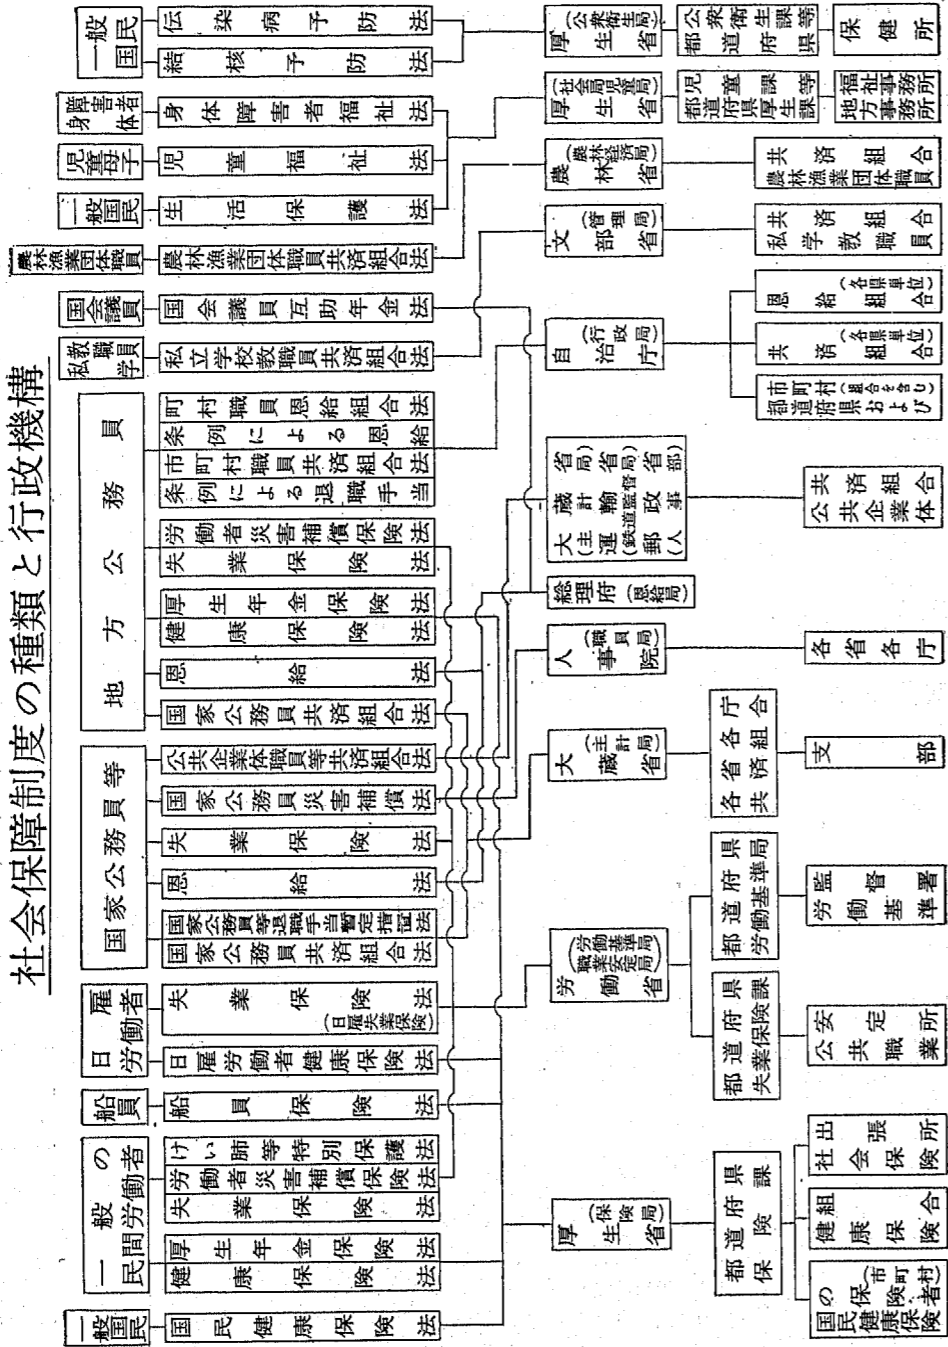 社会保障制度の種類と行政機構
一般国民
伝染病予防法
結核予防法
身体障害者
身体障害者福祉法
児童母子
児童福祉法
一般国民
生活保護法
農林漁業団体職員
農林漁業団体職員共済組合法
国会議員
国会議員互助年金法
私学教職員
私立学校教職員共済組合法
地方公務員
町村職員恩給組合法
条例による恩給
市町村職員共済組合法
条例による退職手当
労働者災害補償保険法
失業保険法
厚生年金保険法
健康保険法
恩給法
国家公務員共済組合法
国家公務員等
公共企業体職員等共済組合法
国家公務員災害補償法
失業保険法
恩給法
国家公務員等退職手当暫定措置法
国家公務員共済組合法
日雇労働者
失業保険法
(日雇失業保険)
日雇労働者健康保険法
船員
船員保険法
一般の民間労働者
けい肺等特別保護法
労働者災害補償保険法
失業保険法
厚生年金保険法
健康保険法
一般国民
国民健康保険法
厚生省(公衆衛生局)
都道府県公衆衛生課等
保健所
厚生省(社会局児童局)
都道府県厚生課児童課等
福祉事務所
地方事務所
農林省(農林経済局)
農林漁業団体職員共済組合
文部省(管理局)
私学教職員共済組合
自治庁(行政局)
恩給組合(各県単位)
共済組合(各県単位)
都道府県および市町村(組合を含む)
大蔵省(主計局)
運輸省(鉄道監督局)
郵政省(人事部)
公共企業体共済組合
総理府(恩給局)
人事院(職員局)
各省各庁
大蔵省(主計局)
各省各庁共済組合
支部
労働省(労働基準局職業安定局)
都道府県労働基準局
労働基準監督署
都道府県失業保険課
公共職業安定所
厚生省(保険局)
都道府県保険課
社会保険出張所
健康保険組合
国民健康保険の保険者(市町村)